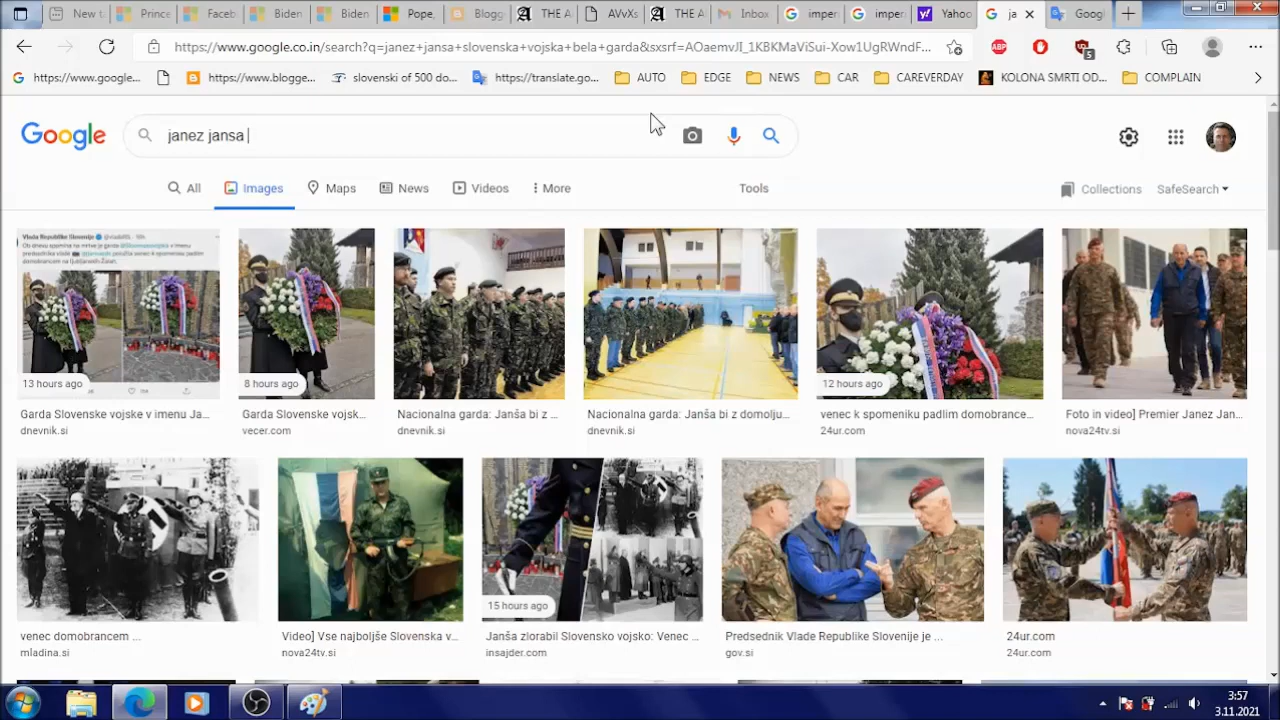 New ta
Prince
Faceb
Biden
Biden
Pope,
Blogg
THE A
AVvXs
THE A
Inbox
imper
imper
Yahoo
ja
Googl
https://www.google.co.in/search?q=janez+jansa+slovenska+vojska+bela+garda&sxsrf=AOaemvJI_1KBKMaViSui-Xow1UgRWndF...
ABP
5
https://www.google...
https://www.blogge...
slovenski of 500 do...
https://translate.go...
AUTO
EDGE
NEWS
CAR
CAREVERDAY
KOLONA SMRTI OD...
COMPLAIN
Google
janez jansa
All
Images
Maps
News
Videos
More
Tools
Collections
SafeSearch
Vlada Republike Slovenije
13 hours ago
8 hours ago
12 hours ago
Garda Slovenske vojske v imenu Ja...
Garda Slovenske vojsk...
Nacionalna garda: Janša bi z ...
Nacionalna garda: Janša bi z domolju...
venec k spomeniku padlim domobrance...
Foto in video] Premier Janez Jan...
dnevnik.si
vecer.com
dnevnik.si
dnevnik.si
24ur.com
nova24tv.si
15 hours ago
venec domobrancem ...
Video] Vse najboljše Slovenska v...
Janša zlorabil Slovensko vojsko: Venec ...
Predsednik Vlade Republike Slovenije je ...
24ur.com
mladina.si
nova24tv.si
insajder.com
gov.si
24ur.com
3:57
3.11.2021